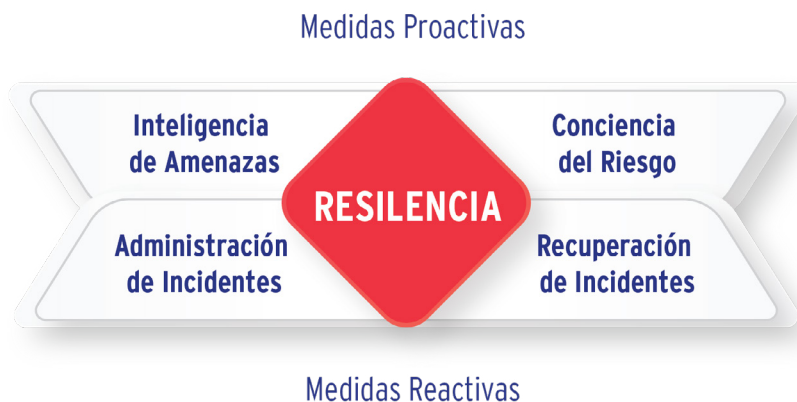 Medidas Proactivas
Inteligencia
de Amenazas
Conciencia
del Riesgo
RESILENCIA
Administración
de Incidentes
Recuperación
de Incidentes
Medidas Reactivas